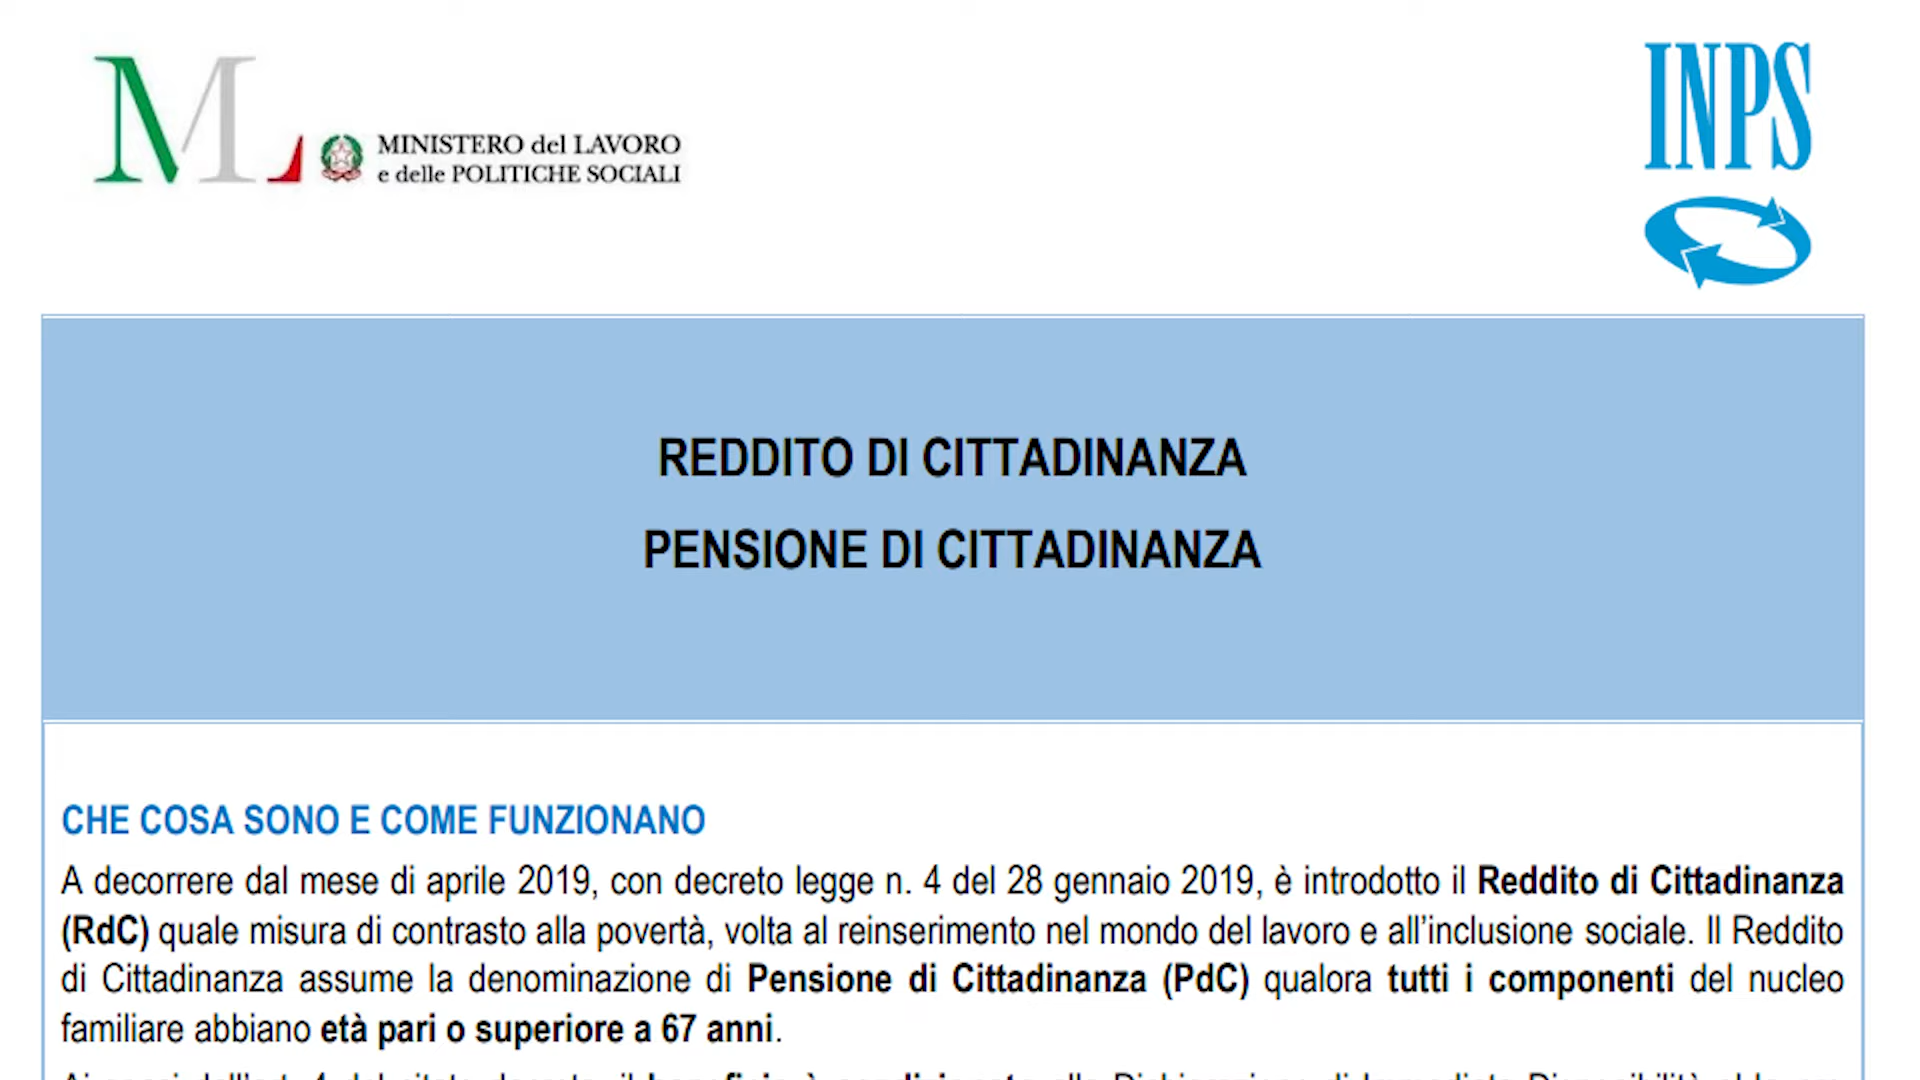 ML
MINISTERO del LAVORO
e delle POLITICHE SOCIALI
INPS
REDDITO DI CITTADINANZA
PENSIONE DI CITTADINANZA
CHE COSA SONO E COME FUNZIONANO
A decorrere dal mese di aprile 2019, con decreto legge n. 4 del 28 gennaio 2019, è introdotto il Reddito di Cittadinanza
(RdC) quale misura di contrasto alla povertà, volta al reinserimento nel mondo del lavoro e all'inclusione sociale. Il Reddito
di Cittadinanza assume la denominazione di Pensione di Cittadinanza (PdC) qualora tutti i componenti del nucleo
familiare abbiano età pari o superiore a 67 anni.